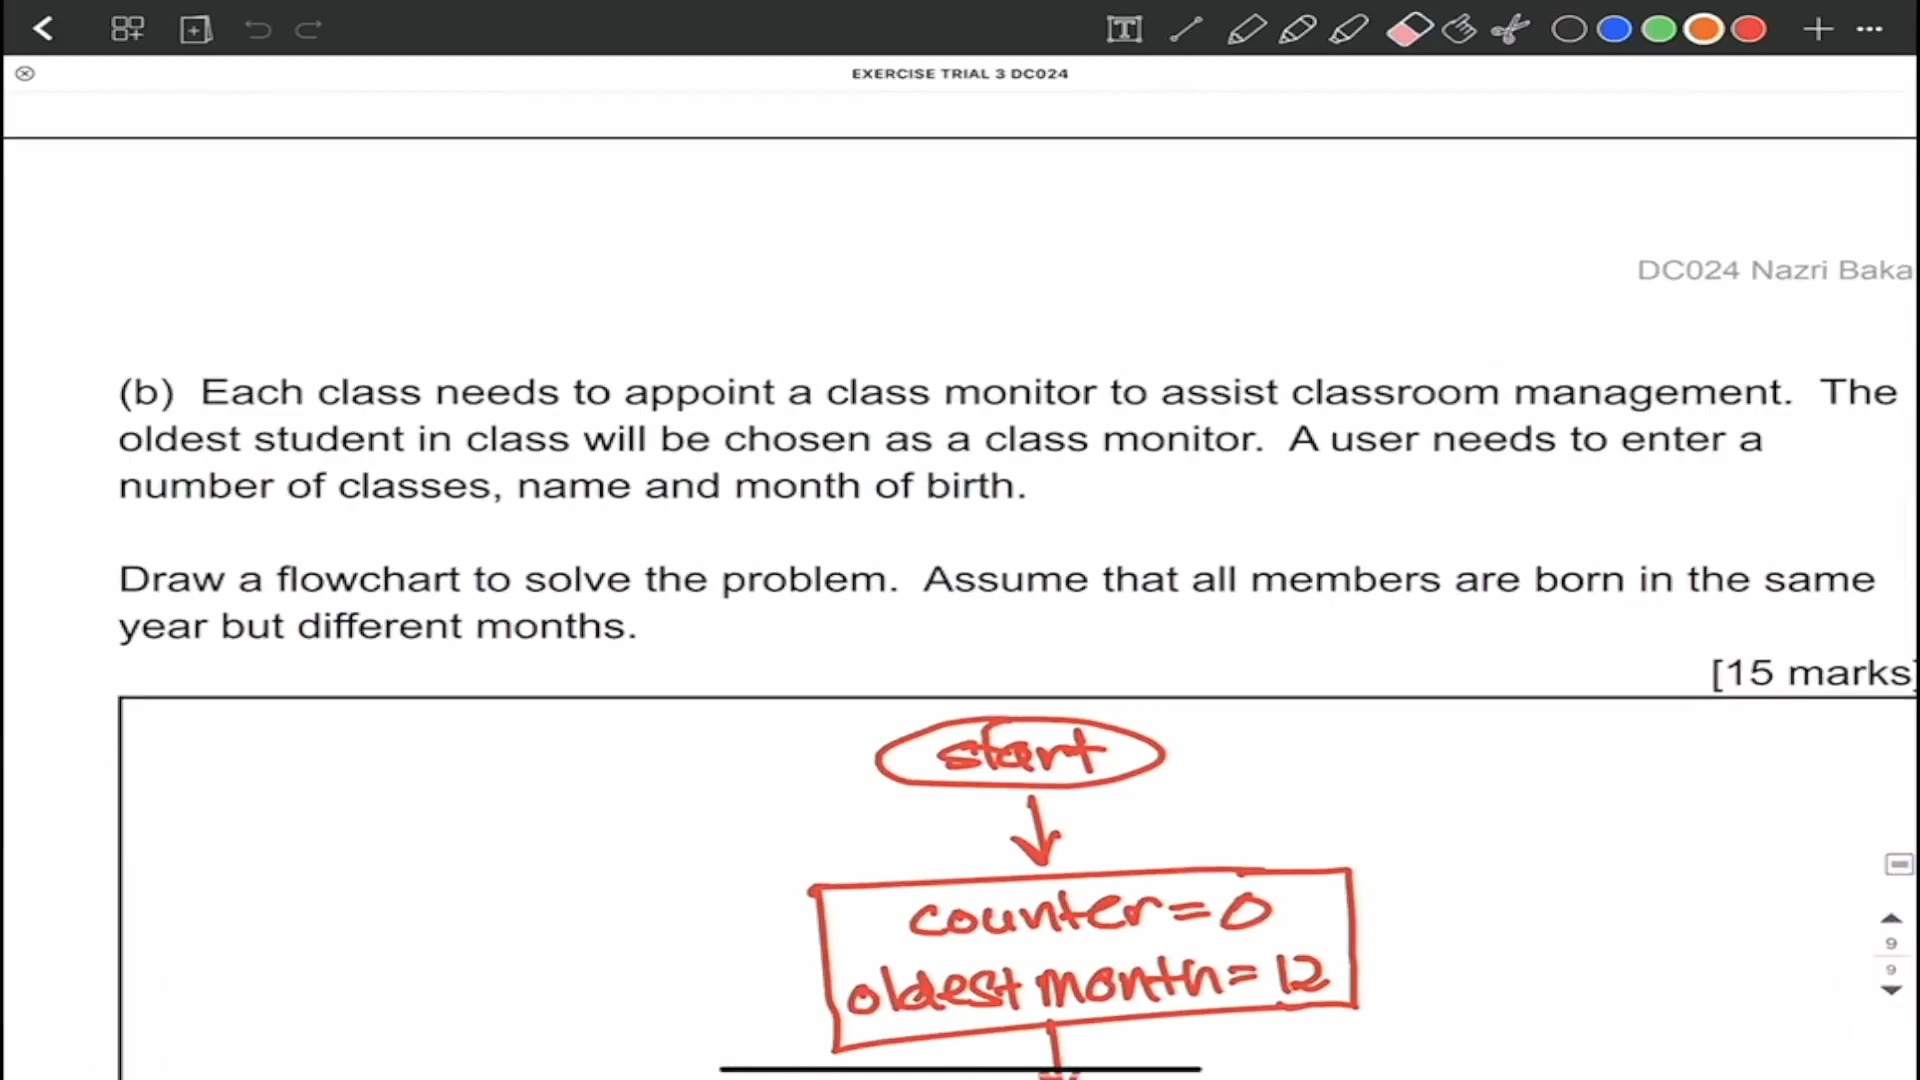 EXERCISE TRIAL 3 DC024
DC024 Nazri Baka
(b) Each class needs to appoint a class monitor to assist classroom management. The
oldest student in class will be chosen as a class monitor. A user needs to enter a
number of classes, name and month of birth.
Draw a flowchart to solve the problem. Assume that all members are born in the same
year but different months.
[15 marks]
start
counter = 0
oldest month = 12
9
9